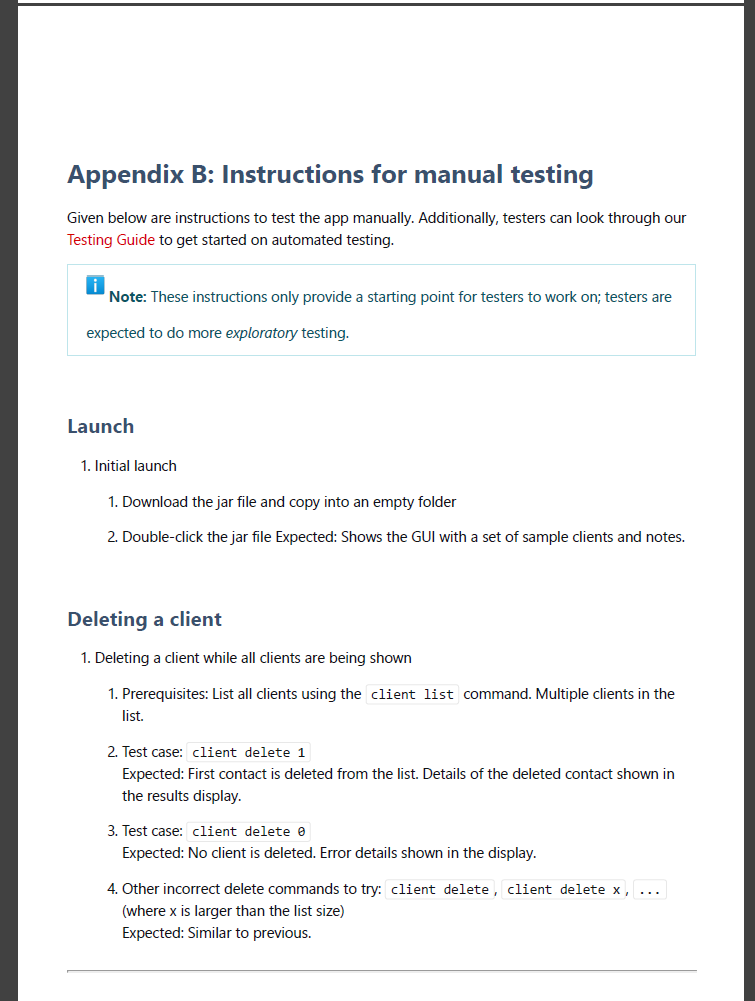 Appendix B: Instructions for manual testing
Given below are instructions to test the app manually. Additionally, testers can look through our
Testing Guide to get started on automated testing.
i
Note: These instructions only provide a starting point for testers to work on; testers are
expected to do more exploratory testing.
Launch
1. Initial launch
1. Download the jar file and copy into an empty folder
2. Double-click the jar file Expected: Shows the GUI with a set of sample clients and notes.
Deleting a client
1. Deleting a client while all clients are being shown
1. Prerequisites: List all clients using the client list command. Multiple clients in the
list.
2. Test case: client delete 1
Expected: First contact is deleted from the list. Details of the deleted contact shown in
the results display.
3. Test case: client delete 0
Expected: No client is deleted. Error details shown in the display.
4. Other incorrect delete commands to try: client delete, client delete x, ...
(where x is larger than the list size)
Expected: Similar to previous.